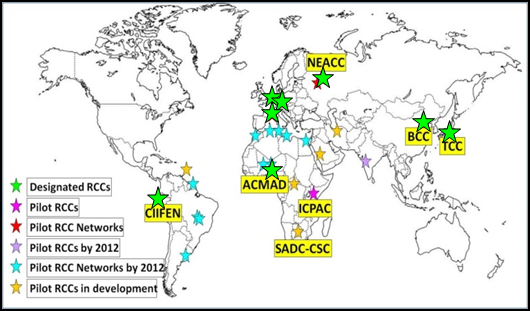 NEACC
BCC
TCC
ACMAD
CIIFEN
ICPAC
SADC-CSC
Designated RCCs
Pilot RCCs
Pilot RCC Networks
Pilot RCCs by 2012
Pilot RCC Networks by 2012
Pilot RCCs in development